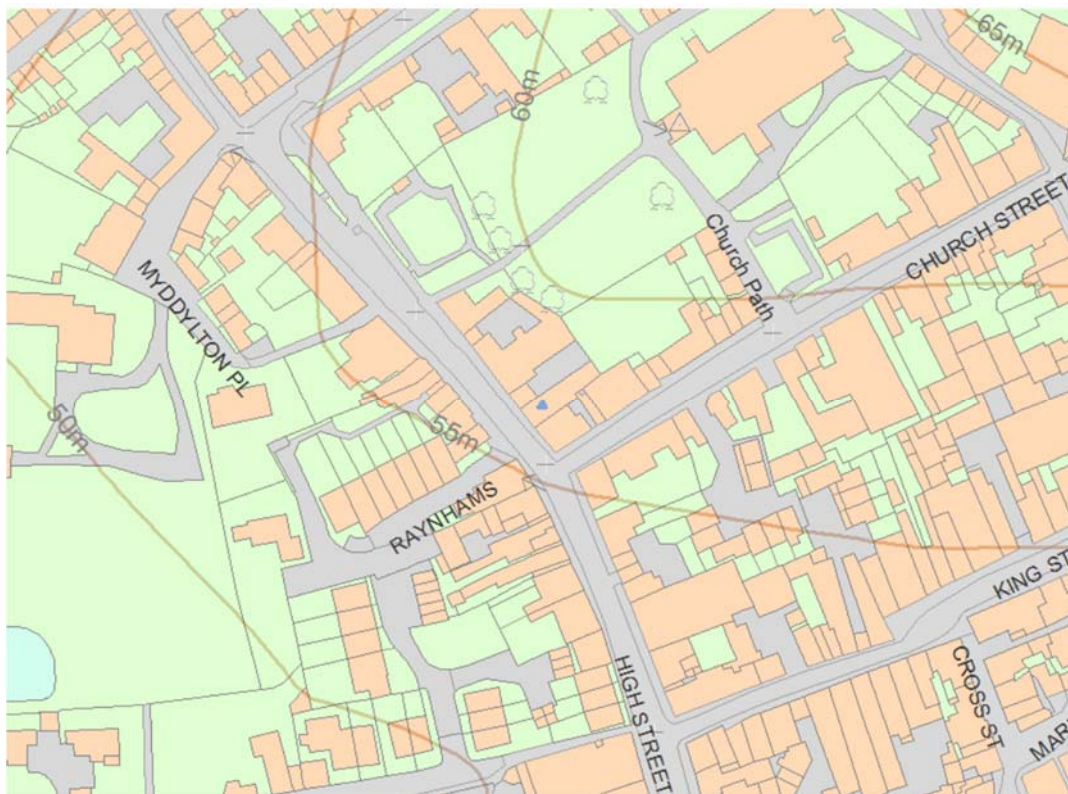 65m
60m
CHURCH STREET
Church Path
MYDDYLTON PL
50m
55m
RAYNHAMS
KING ST
HIGH STREET
CROSS ST
MAR